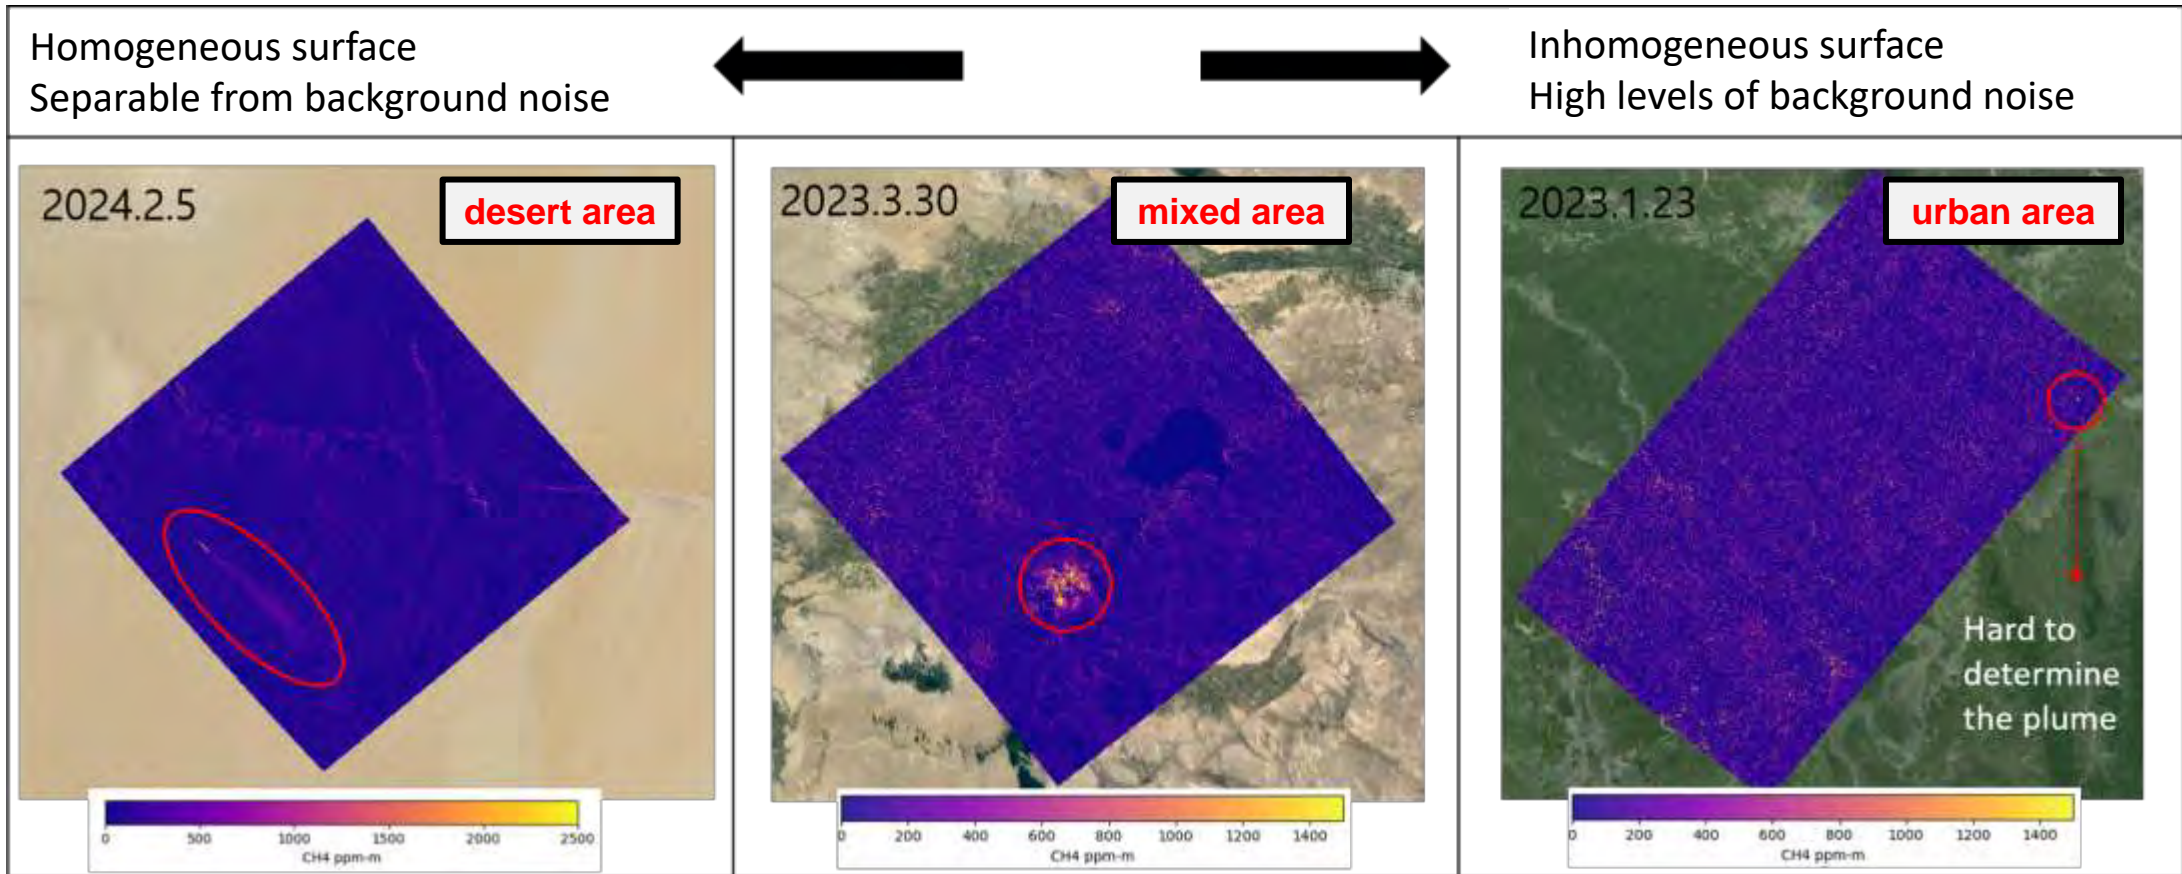 Homogeneous surface
Separable from background noise
Inhomogeneous surface
High levels of background noise
2024.2.5
desert area
2023.3.30
mixed area
2023.1.23
urban area
Hard to
determine
the plume
0 500 1000 1500 2000 2500
CH4 ppm-m
0 200 400 600 800 1000 1200 1400
CH4 ppm-m
0 200 400 600 800 1000 1200 1400
CH4 ppm-m